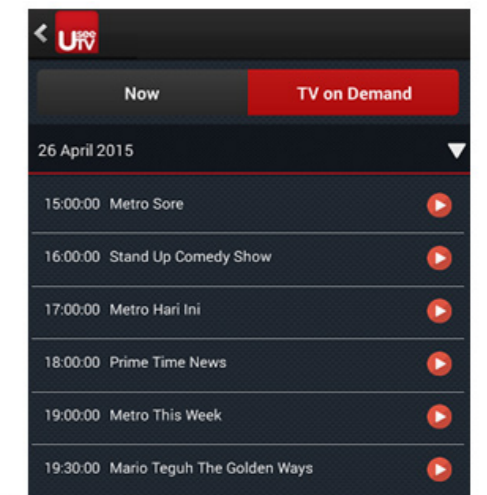 Usee TV
Now
TV on Demand
26 April 2015
15:00:00 Metro Sore
16:00:00 Stand Up Comedy Show
17:00:00 Metro Hari Ini
18:00:00 Prime Time News
19:00:00 Metro This Week
19:30:00 Mario Teguh The Golden Ways